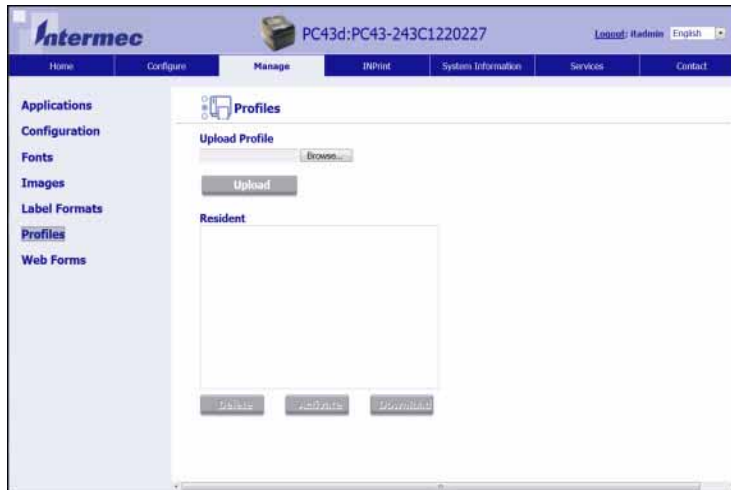 Intermec
PC43d:PC43-243C1220227
Logout: itadmin English
Home Configure Manage INPrint System Information Services Contact
Applications
Configuration
Fonts
Images
Label Formats
Profiles
Web Forms
Profiles
Upload Profile
Browse...
Upload
Resident
Delete Activate Download